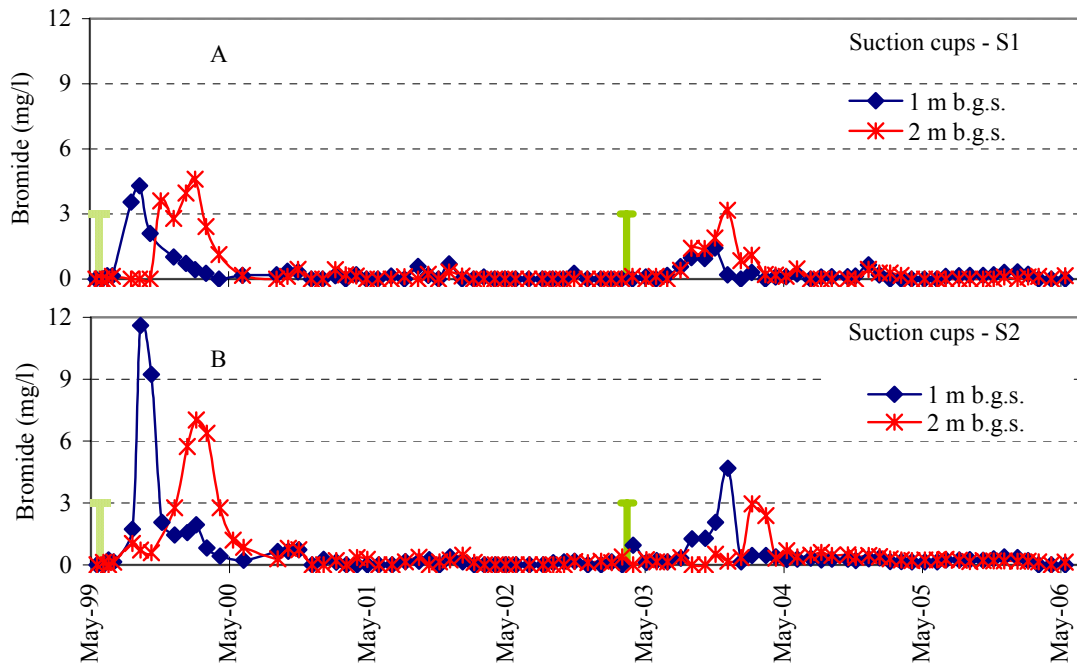 12
9
6
3
0
Bromide (mg/l)
A
Suction cups - S1
1 m b.g.s.
2 m b.g.s.
12
9
6
3
0
Bromide (mg/l)
B
Suction cups - S2
1 m b.g.s.
2 m b.g.s.
May-99
May-00
May-01
May-02
May-03
May-04
May-05
May-06